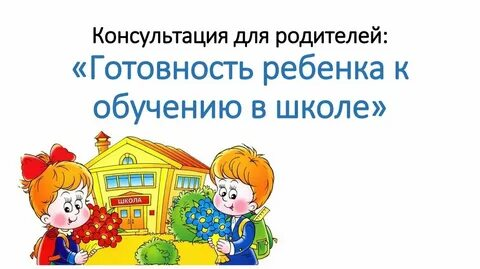 Консультация для родителей:
«Готовность ребенка к
обучению в школе»
ШКОЛА